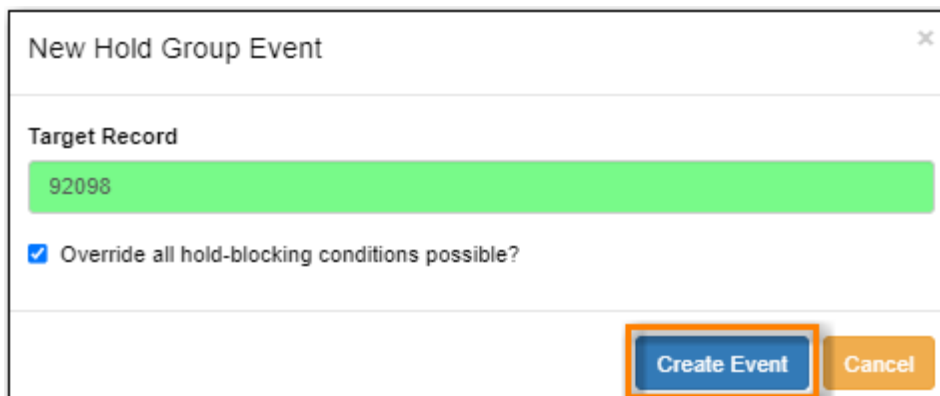 New Hold Group Event
×
Target Record
92098
Override all hold-blocking conditions possible?
Create Event Cancel